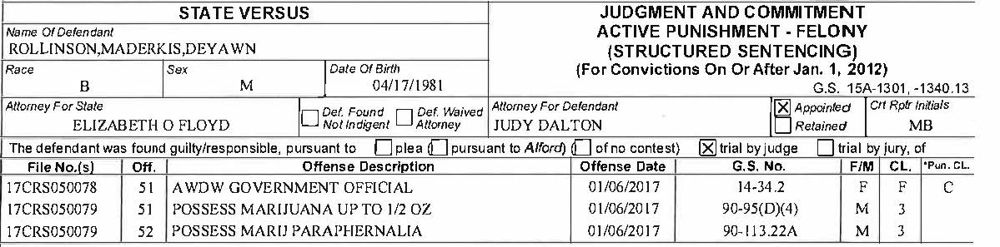 STATE VERSUS
Name Of Defendant
ROLLINSON,MADERKIS,DEYAWN
Race Sex Date Of Birth
B M 04/17/1981
JUDGMENT AND COMMITMENT
ACTIVE PUNISHMENT - FELONY
(STRUCTURED SENTENCING)
(For Convictions On Or After Jan. 1, 2012)
G.S. 15A-1301, -1340.13
Attorney For State
ELIZABETH O FLOYD
Def. Found Not Indigent
Def. Waived Attorney
Attorney For Defendant
JUDY DALTON
☒ Appointed
☐ Retained
Crt Rptr Initials
MB
The defendant was found guilty/responsible, pursuant to ☐ plea (☐ pursuant to Alford) (☐ of no contest) ☒ trial by judge ☐ trial by jury, of
File No.(s) Off. Offense Description Offense Date G.S. No. F/M CL. *Pun. CL.
17CRS050078 51 AWDW GOVERNMENT OFFICIAL 01/06/2017 14-34.2 F F C
17CRS050079 51 POSSESS MARIJUANA UP TO 1/2 OZ 01/06/2017 90-95(D)(4) M 3
17CRS050079 52 POSSESS MARIJ PARAPHERNALIA 01/06/2017 90-113.22A M 3